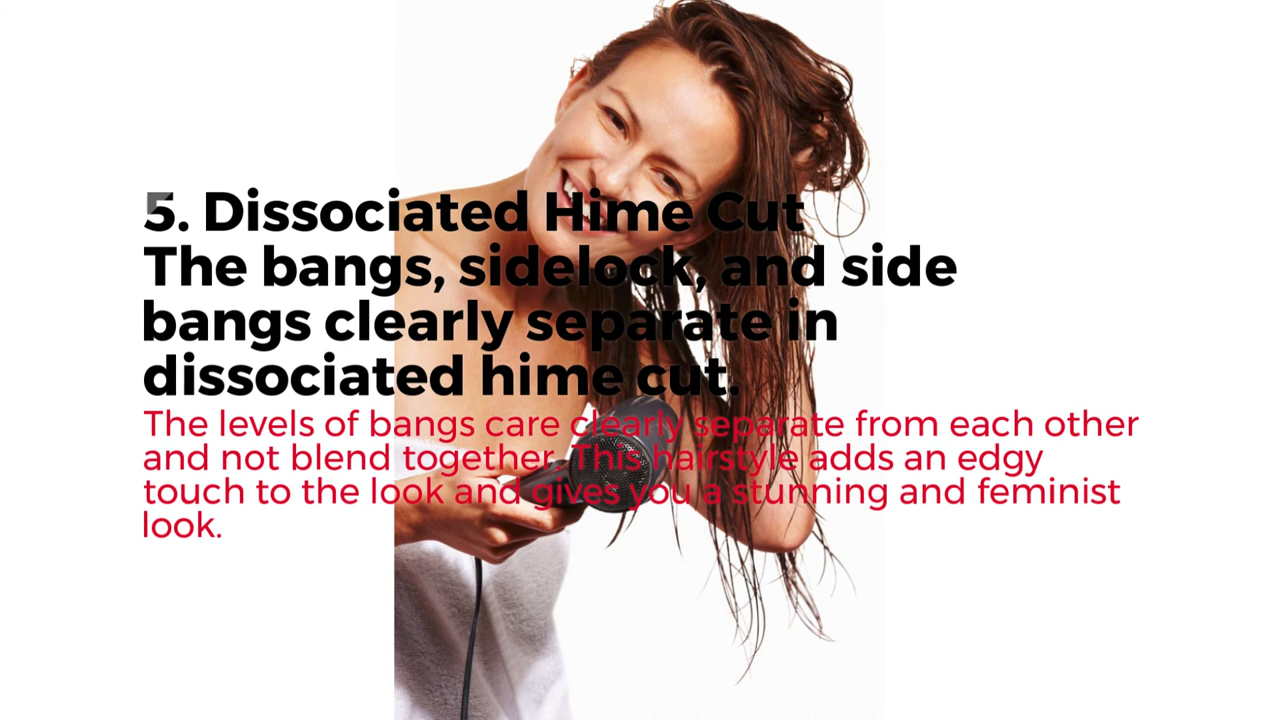 5. Dissociated Hime Cut
The bangs, sidelock, and side
bangs clearly separate in
dissociated hime cut.
The levels of bangs care clearly separate from each other
and not blend together. This hairstyle adds an edgy
touch to the look and gives you a stunning and feminist
look.